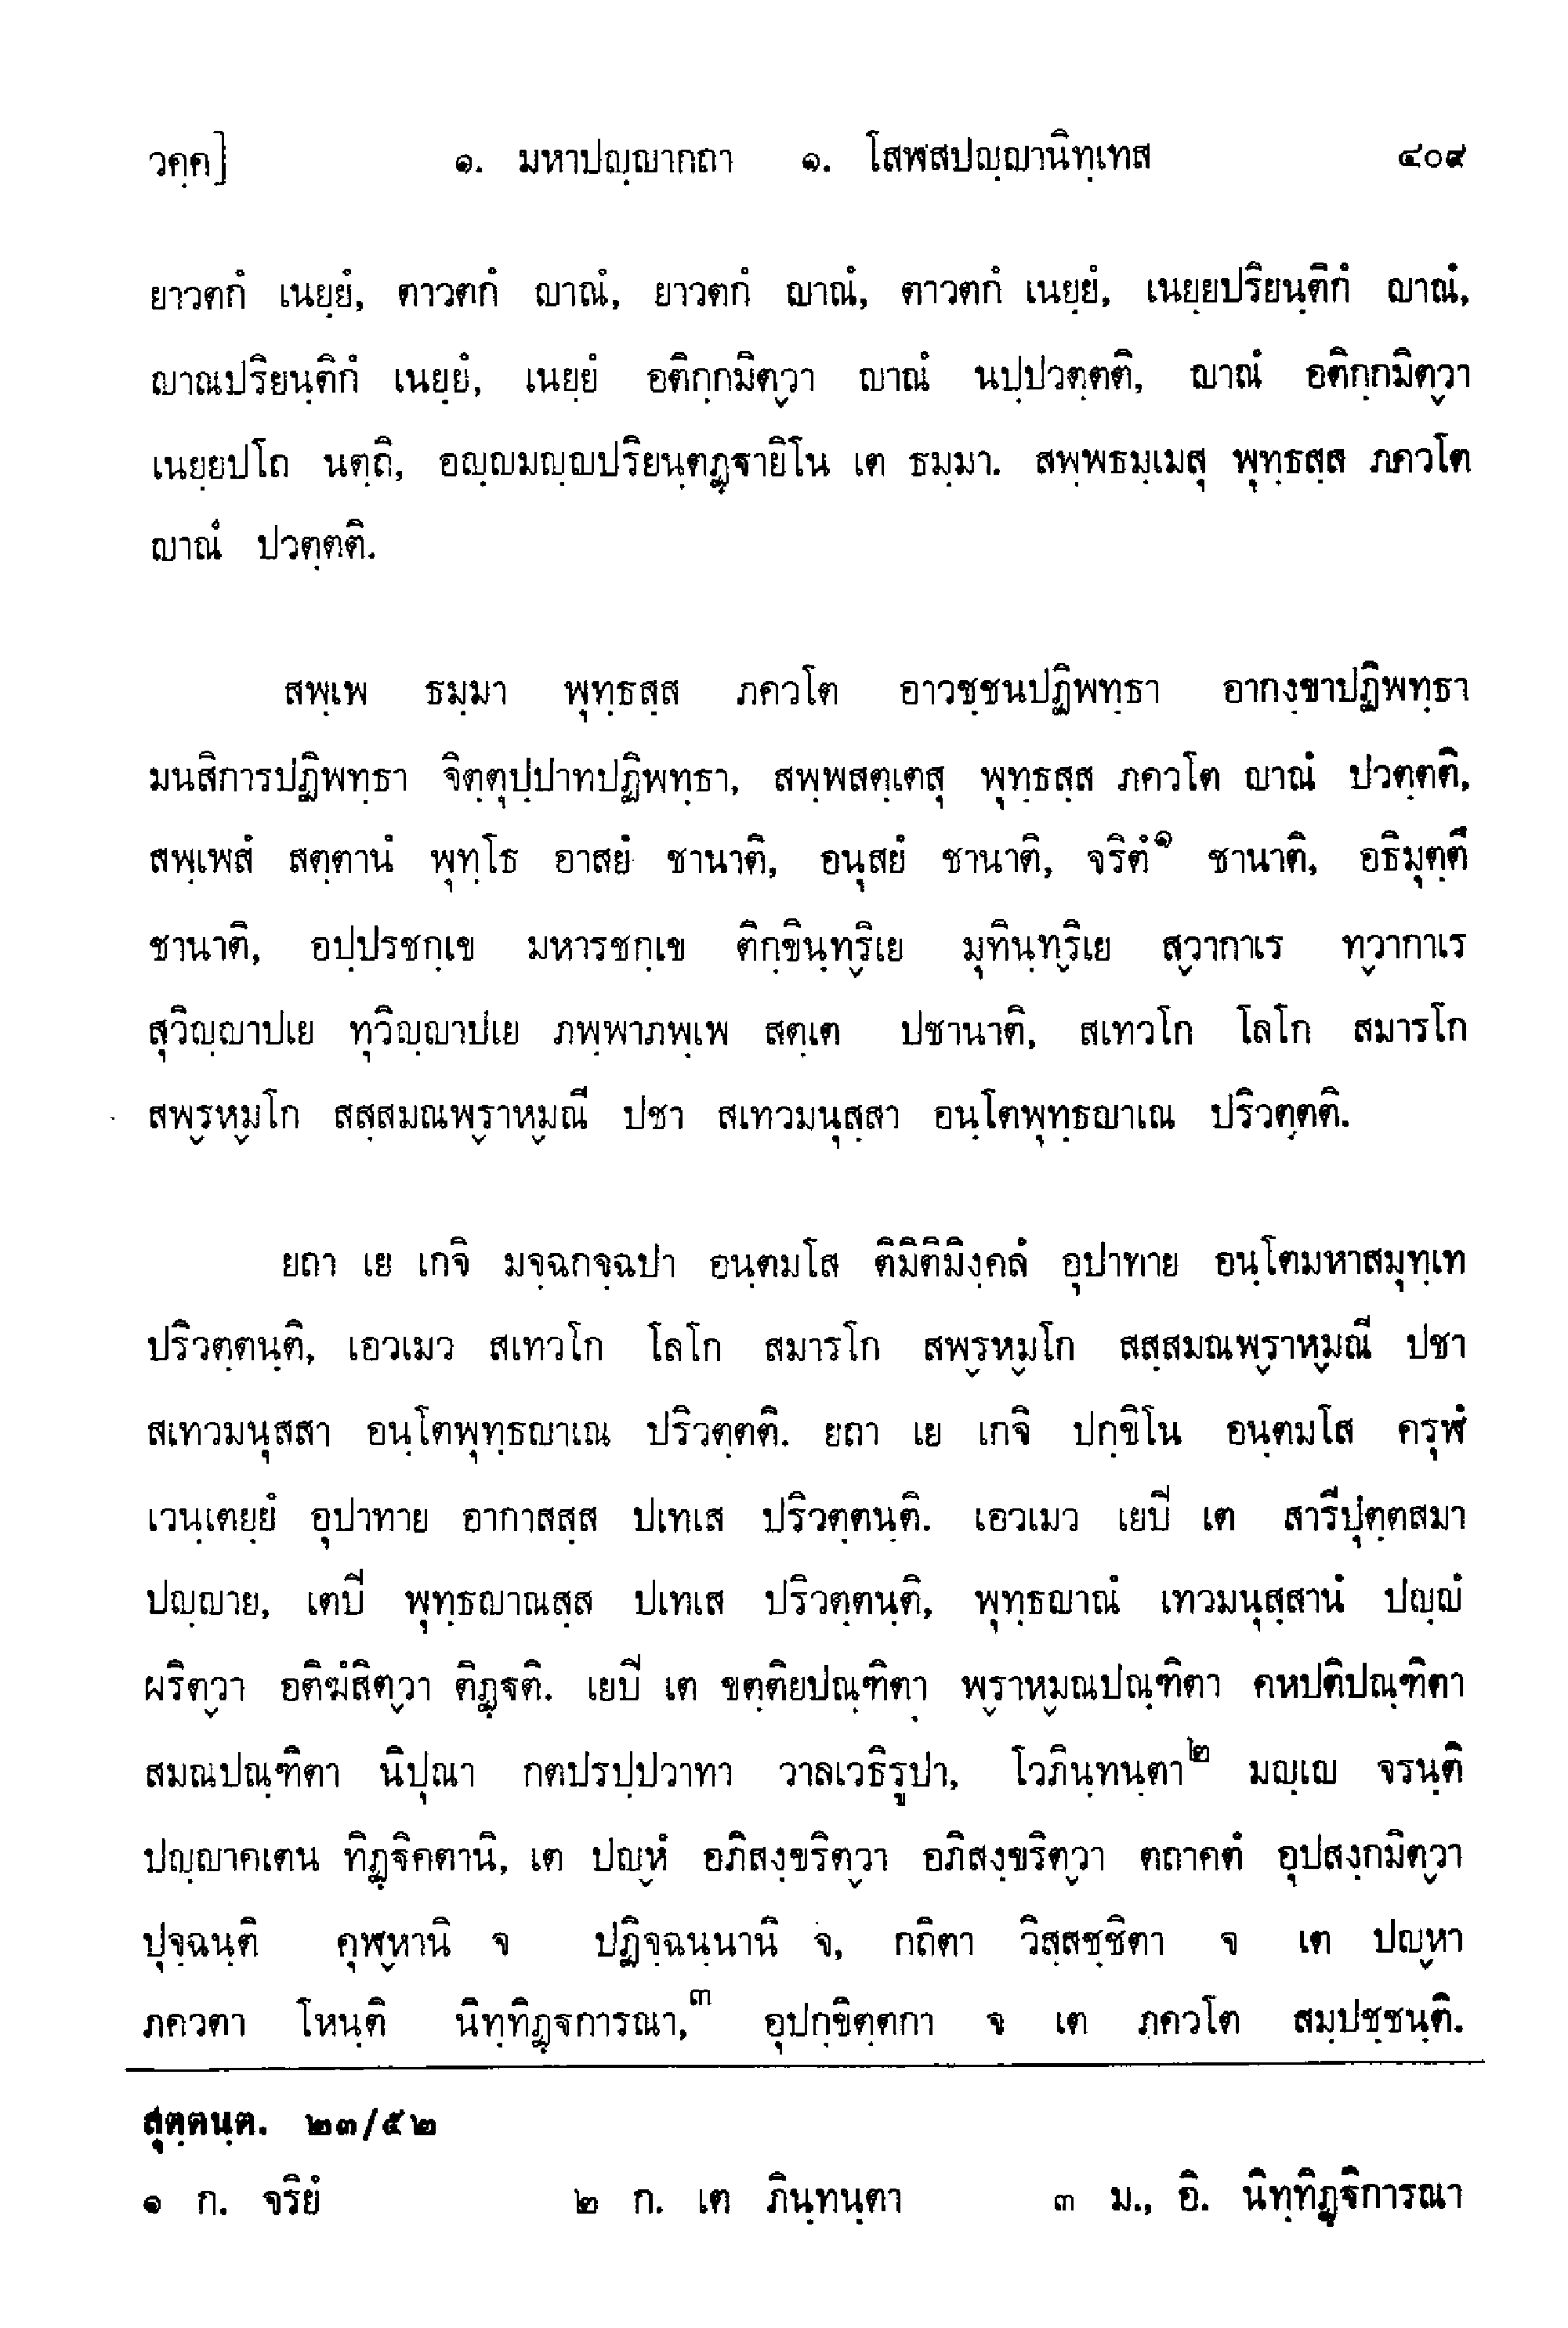 วคฺค] ๑. มหาปญฺญากถา ๑. โสฬสปญฺญานิทฺเทส ๔๐๙
ยาวตกํ เนยฺยํ, ตาวตกํ ญาณํ, ยาวตกํ ญาณํ, ตาวตกํ เนยฺยํ, เนยฺยปริยนฺติกํ ญาณํ,
ญาณปริยนฺติกํ เนยฺยํ, เนยฺยํ อติกฺกมิตฺวา ญาณํ นปฺปวตฺตติ, ญาณํ อติกฺกมิตฺวา
เนยฺยปโถ นตฺถิ, อญฺญมญฺญปริยนฺตฏฺฐายิโน เต ธมฺมา. สพฺพธมฺเมสุ พุทฺธสฺส ภควโต
ญาณํ ปวตฺตติ.
สพฺเพ ธมฺมา พุทฺธสฺส ภควโต อาวชฺชนปฏิพทฺธา อากงฺขาปฏิพทฺธา
มนสิการปฏิพทฺธา จิตฺตุปฺปาทปฏิพทฺธา, สพฺพสตฺเตสุ พุทฺธสฺส ภควโต ญาณํ ปวตฺตติ,
สพฺเพสํ สตฺตานํ พุทฺโธ อาสยํ ชานาติ, อนุสยํ ชานาติ, จริตํ๑ ชานาติ, อธิมุตฺตึ
ชานาติ, อปฺปรชกฺเข มหารชกฺเข ติกฺขินฺทฺริเย มุทินฺทฺริเย สฺวากาเร ทฺวากาเร
สุวิญฺญาปเย ทุวิญฺญาปเย ภพฺพาภพฺเพ สตฺเต ปชานาติ, สเทวโก โลโก สมารโก
สพฺรหฺมโก สสฺสมณพฺราหฺมณี ปชา สเทวมนุสฺสา อนฺโตพุทฺธญาเณ ปริวตฺตติ.
ยถา เย เกจิ มจฺฉกจฺฉปา อนฺตมโส ติมิติมิงฺคลํ อุปาทาย อนฺโตมหาสมุทฺเท
ปริวตฺตนฺติ, เอวเมว สเทวโก โลโก สมารโก สพฺรหฺมโก สสฺสมณพฺราหฺมณี ปชา
สเทวมนุสสา อนฺโตพุทฺธญาเณ ปริวตฺตติ. ยถา เย เกจิ ปกฺขิโน อนฺตมโส ครุฬํ
เวนฺเตยฺยํ อุปาทาย อากาสสฺส ปเทเส ปริวตฺตนฺติ. เอวเมว เยปี เต สารีปุตฺตสมา
ปญฺญาย, เตปี พุทฺธญาณสฺส ปเทเส ปริวตฺตนฺติ, พุทฺธญาณํ เทวมนุสฺสานํ ปญฺญํ
ผริตฺวา อติฆํสิตฺวา ติฏฺฐติ. เยปี เต ขตฺติยปณฺฑิตา พฺราหฺมณปณฺฑิตา คหปติปณฺฑิตา
สมณปณฺฑิตา นิปุณา กตปรปฺปวาทา วาลเวธิรูปา, โวภินฺทนฺตา๒ มญฺเญ จรนฺติ
ปญฺญาคเตน ทิฏฺฐิคตานิ, เต ปญฺหํ อภิสงฺขริตฺวา อภิสงฺขริตฺวา ตถาคตํ อุปสงฺกมิตฺวา
ปุจฺฉนฺติ คุฬฺหานิ จ ปฏิจฺฉนฺนานิ จ, กถิตา วิสฺสชฺชิตา จ เต ปญฺหา
ภควตา โหนฺติ นิทฺทิฏฺฐการณา,๓ อุปกฺขิตฺตกา จ เต ภควโต สมฺปชฺชนฺติ.
สุตฺตนฺต. ๒๓/๕๒
๑ ก. จริยํ ๒ ก. เต ภินฺทนฺตา ๓ ม., อิ. นิทฺทิฏฺฐิการณา